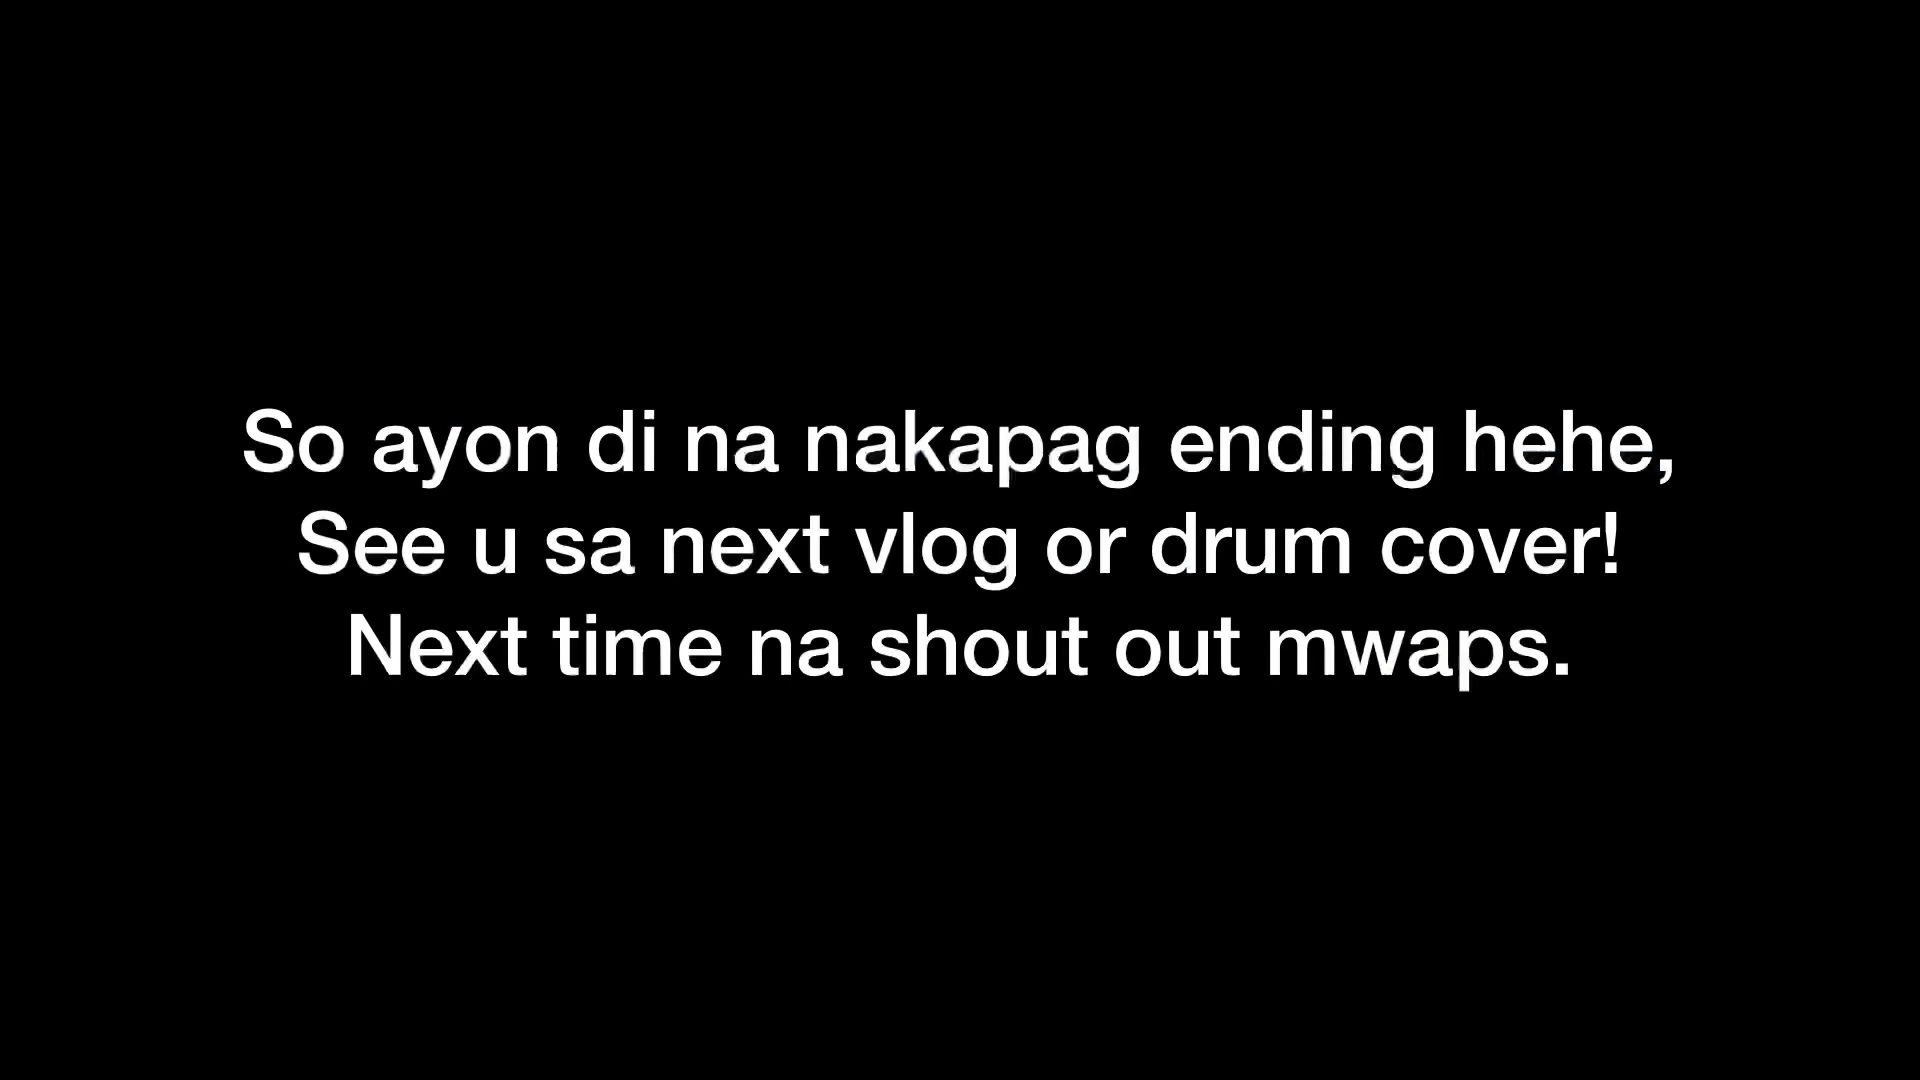 So ayon di na nakapag ending hehe,
See u sa next vlog or drum cover!
Next time na shout out mwaps.